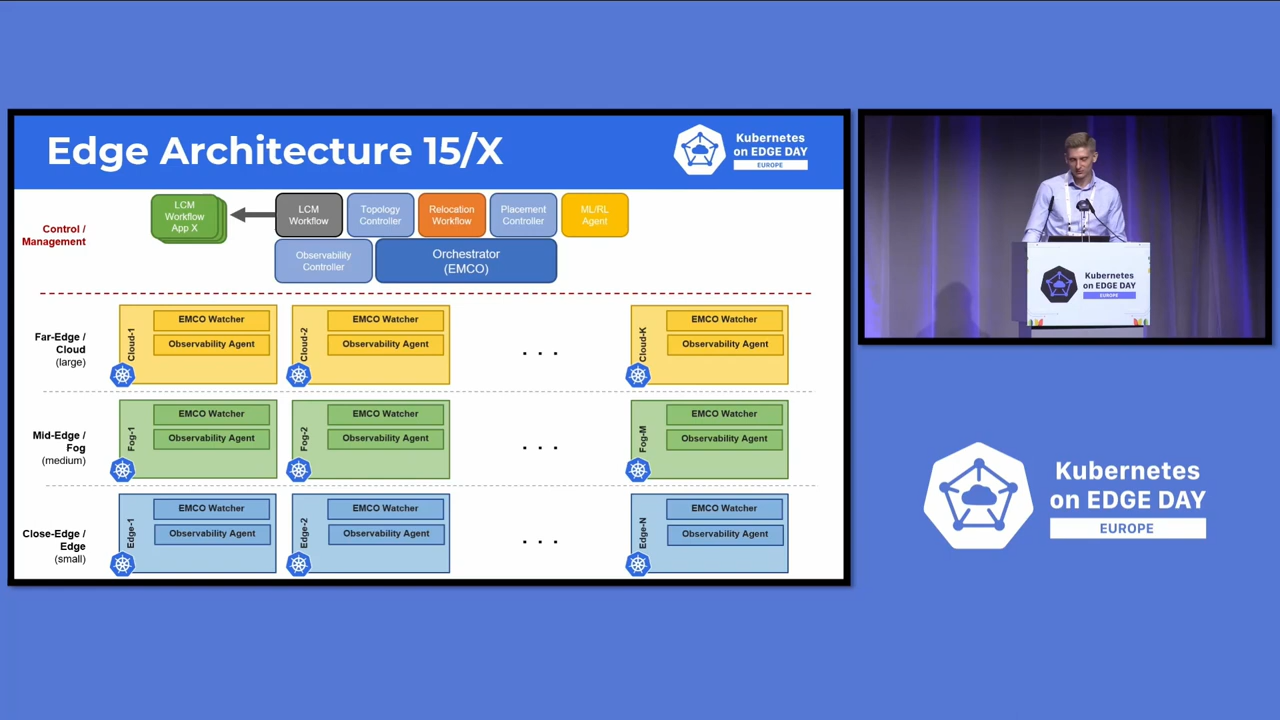 Edge Architecture 15/X
Kubernetes
on EDGE DAY
EUROPE
Control /
Management
LCM
Workflow
App X
LCM
Workflow
Topology
Controller
Relocation
Workflow
Placement
Controller
ML/RL
Agent
Observability
Controller
Orchestrator
(EMCO)
Far-Edge /
Cloud
(large)
Cloud-1
EMCO Watcher
Observability Agent
Cloud-2
EMCO Watcher
Observability Agent
. . .
Cloud-K
EMCO Watcher
Observability Agent
Mid-Edge /
Fog
(medium)
Fog-1
EMCO Watcher
Observability Agent
Fog-2
EMCO Watcher
Observability Agent
. . .
Fog-M
EMCO Watcher
Observability Agent
Close-Edge /
Edge
(small)
Edge-1
EMCO Watcher
Observability Agent
Edge-2
EMCO Watcher
Observability Agent
. . .
Edge-N
EMCO Watcher
Observability Agent
Kubernetes
on EDGE DAY
EUROPE
Kubernetes
on EDGE DAY
EUROPE